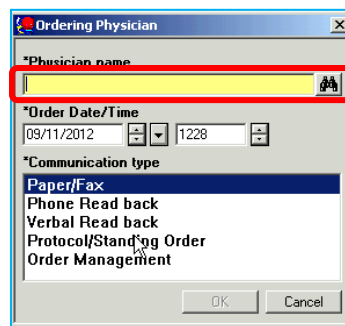 Ordering Physician
*Physician name
*Order Date/Time
09/11/2012 1228
*Communication type
Paper/Fax
Phone Read back
Verbal Read back
Protocol/Standing Order
Order Management
OK Cancel